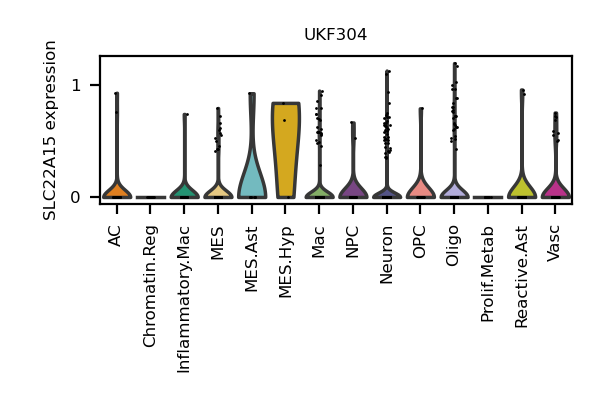 UKF304
SLC22A15 expression
1
0
AC
Chromatin.Reg
Inflammatory.Mac
MES
MES.Ast
MES.Hyp
Mac
NPC
Neuron
OPC
Oligo
Prolif.Metab
Reactive.Ast
Vasc